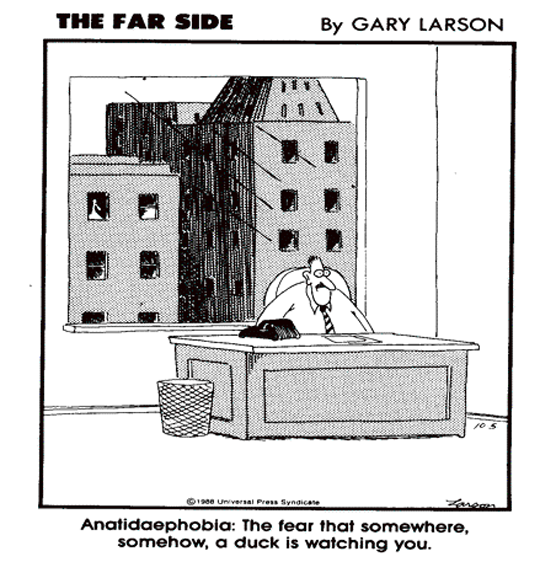 THE FAR SIDE By GARY LARSON
10 5
© 1988 Universal Press Syndicate
Larson
Anatidaephobia: The fear that somewhere,
somehow, a duck is watching you.